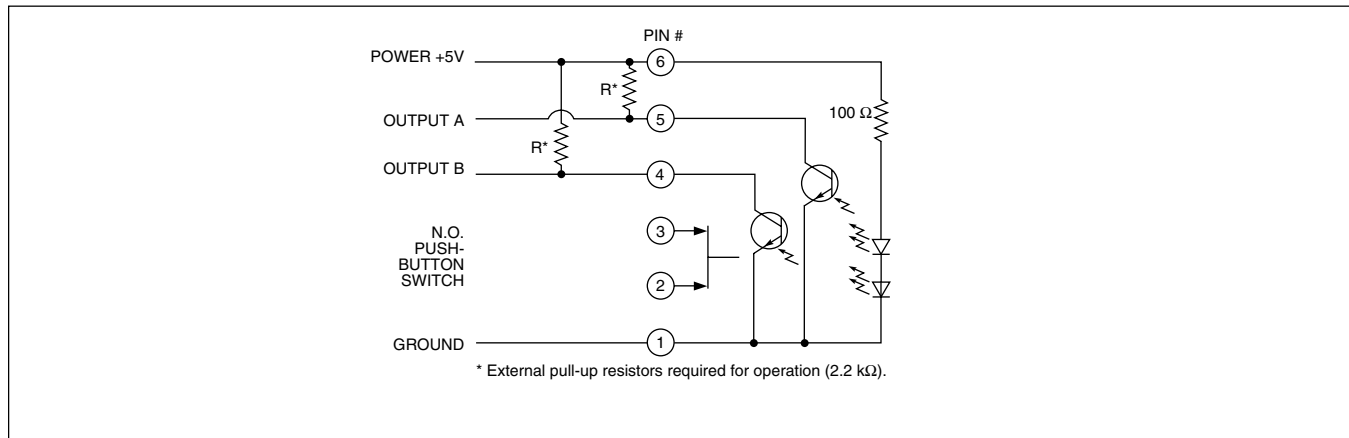 PIN #
POWER +5V
6
R*
100 Ω
OUTPUT A
5
R*
OUTPUT B
4
N.O.
PUSH-
BUTTON
SWITCH
3
2
GROUND
1
* External pull-up resistors required for operation (2.2 kΩ).